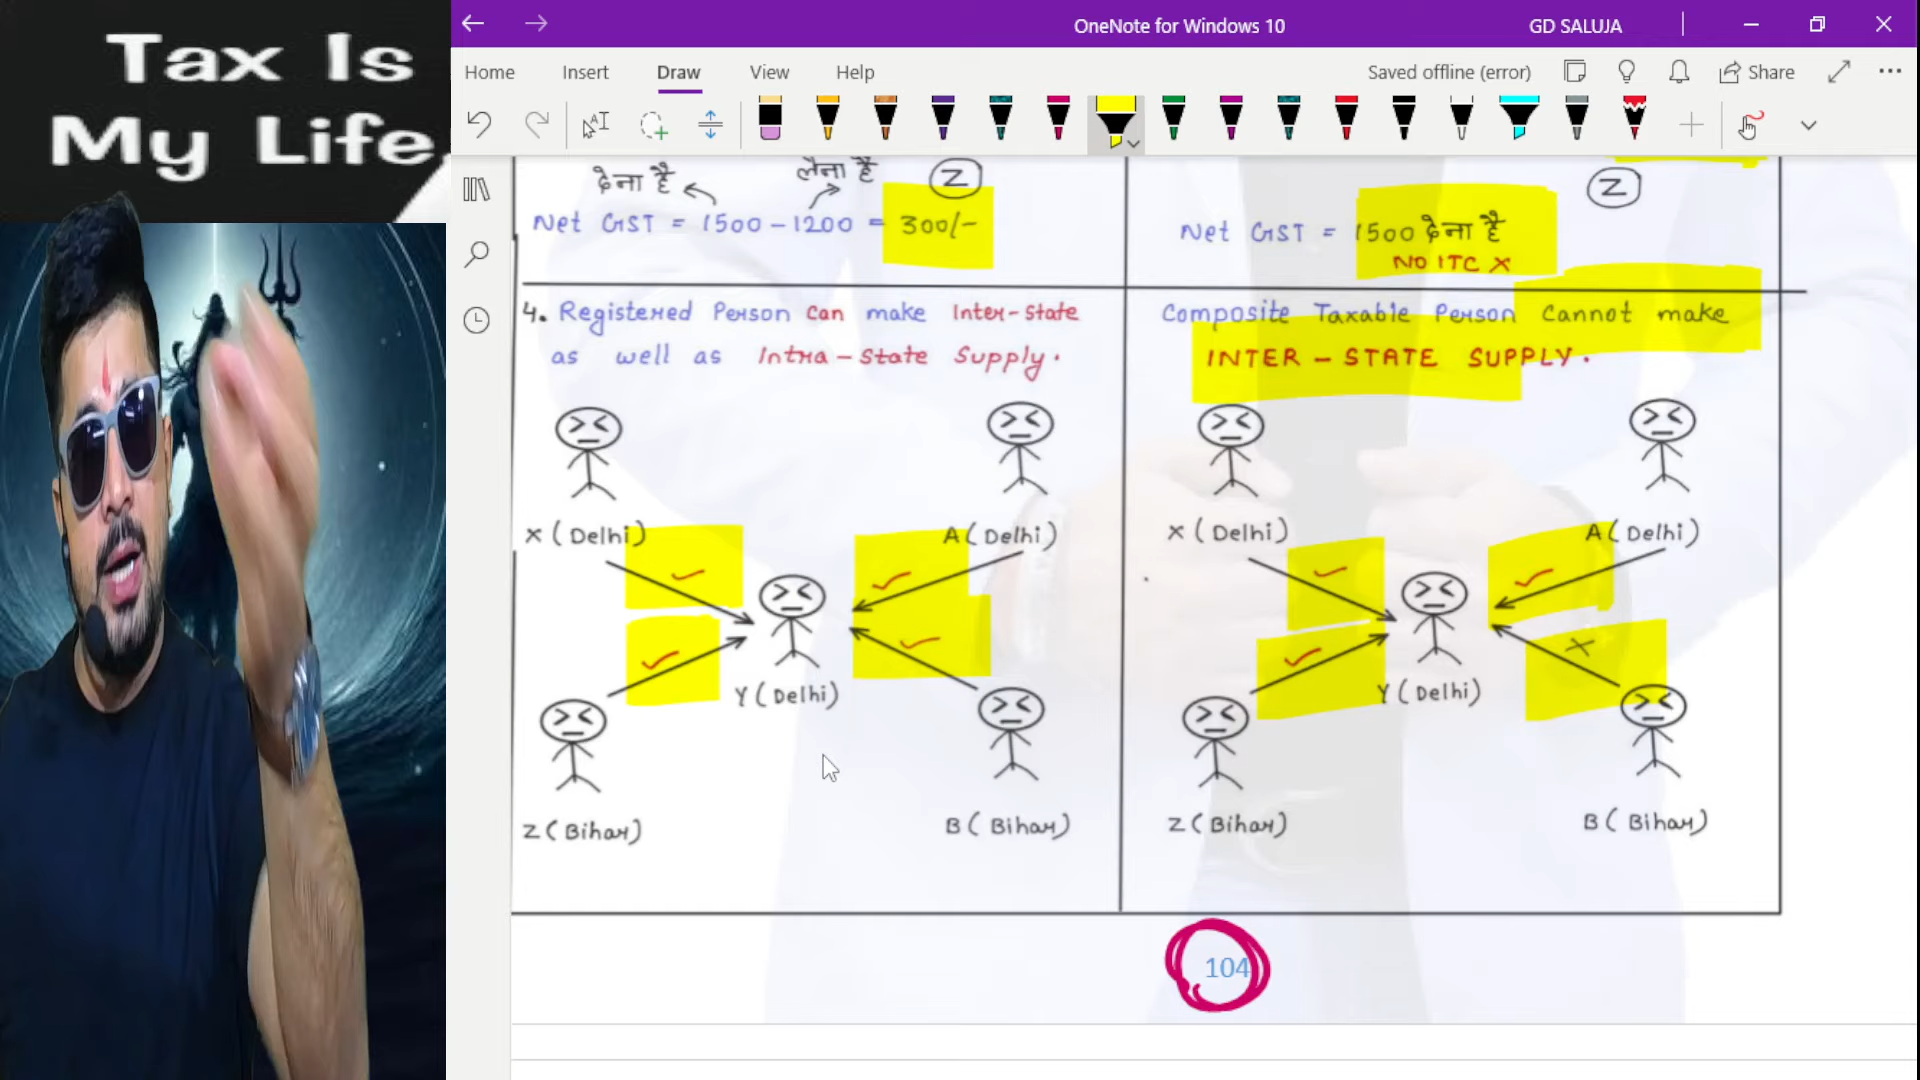 Tax Is
My Life,
OneNote for Windows 10
GD SALUJA
Home
Insert
Draw
View
Help
Saved offline (error)
Share
देना है
लेना है
Z
Net GST = 1500 - 1200 = 300/-
4. Registered Person Can make Inter-State
as well as Intra-State Supply.
X (Delhi)
A (Delhi)
Y (Delhi)
Z (Bihar)
B (Bihar)
Z
Net GST = 1500 देना है
NO ITC X
Composite Taxable Person Cannot make
INTER-STATE SUPPLY.
X (Delhi)
A (Delhi)
Y (Delhi)
Z (Bihar)
B (Bihar)
104